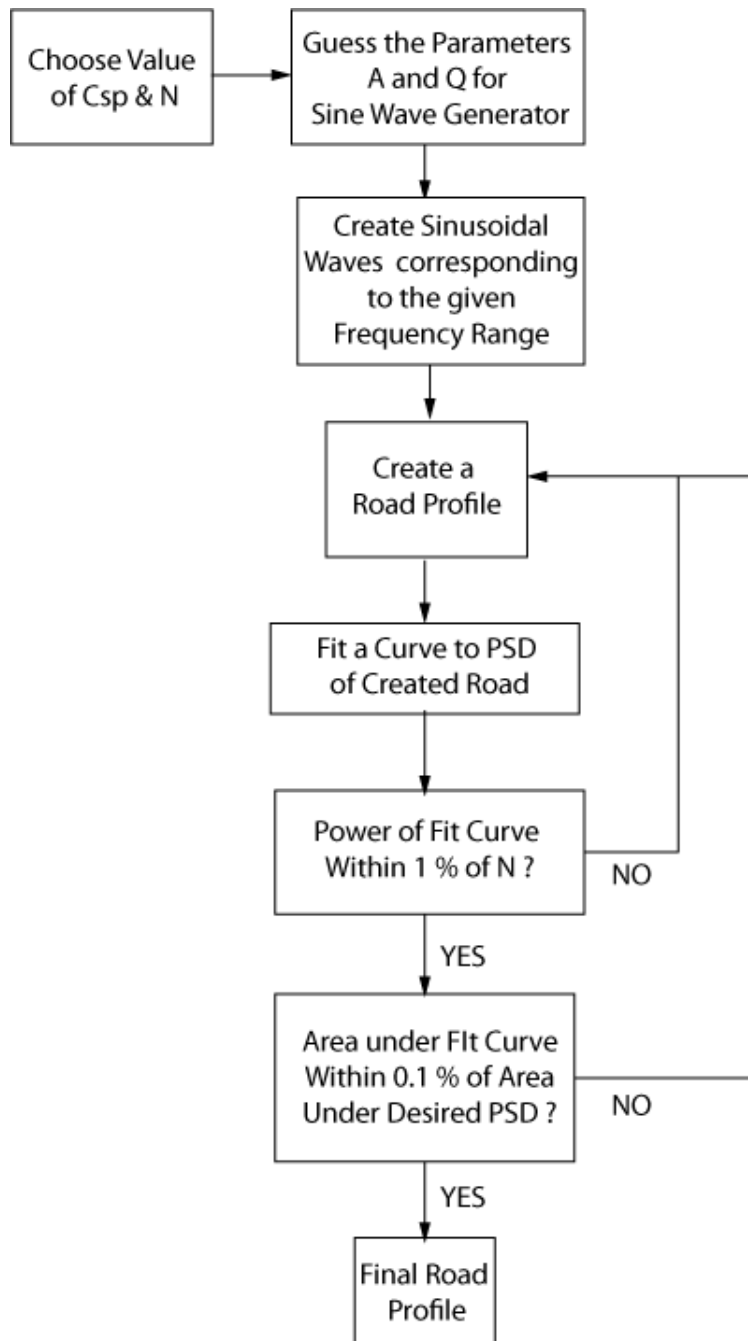 Choose Value
of Csp & N
Guess the Parameters
A and Q for
Sine Wave Generator
Create Sinusoidal
Waves corresponding
to the given
Frequency Range
Create a
Road Profile
Fit a Curve to PSD
of Created Road
Power of Fit Curve
Within 1 % of N ?
NO
YES
Area under FIt Curve
Within 0.1 % of Area
Under Desired PSD ?
NO
YES
Final Road
Profile